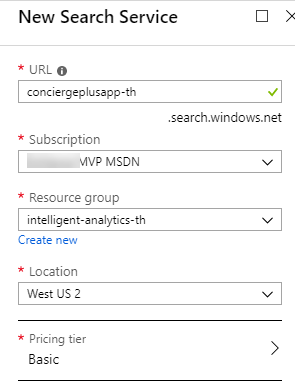 New Search Service
* URL
conciergeplusapp-th
.search.windows.net
* Subscription
MVP MSDN
* Resource group
intelligent-analytics-th
Create new
* Location
West US 2
* Pricing tier
Basic